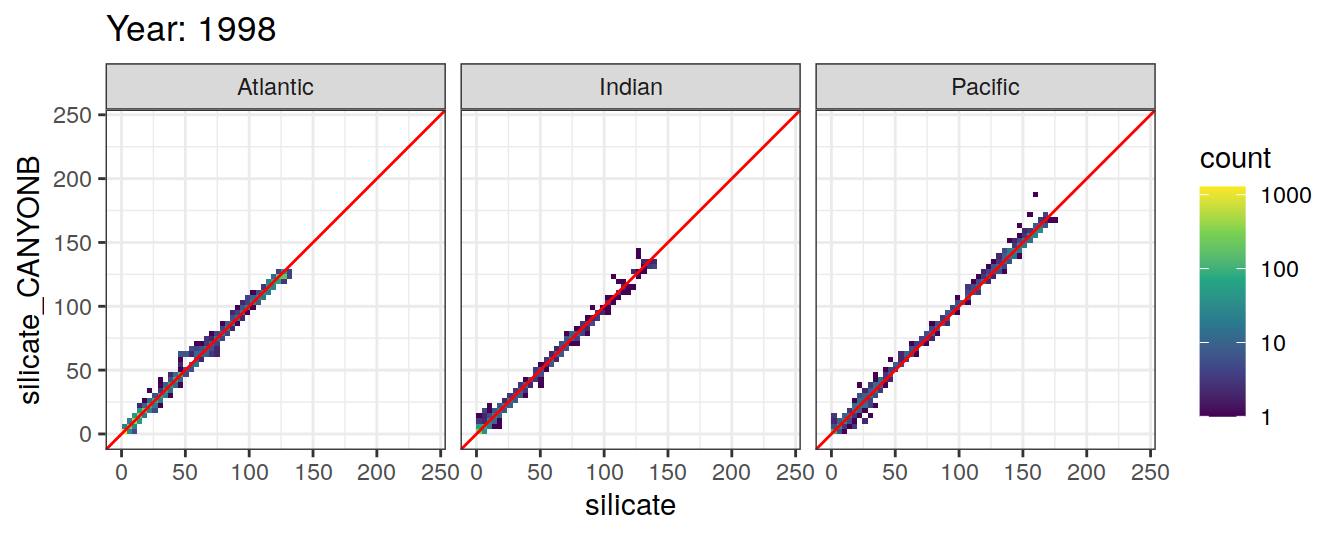 Year: 1998
Atlantic
Indian
Pacific
250
200
150
100
50
0
silicate_CANYONB
0 50 100 150 200 250
0 50 100 150 200 250
0 50 100 150 200 250
silicate
count
1000
100
10
1